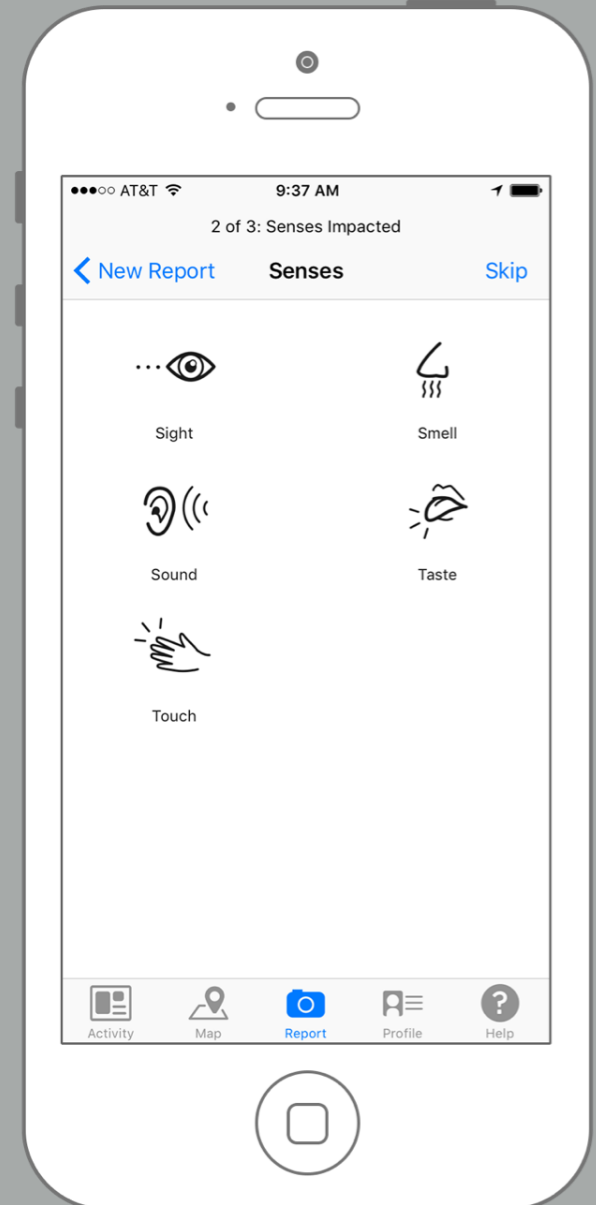 AT&T 9:37 AM
2 of 3: Senses Impacted
New Report Senses Skip
Sight Smell
Sound Taste
Touch
Activity Map Report Profile Help